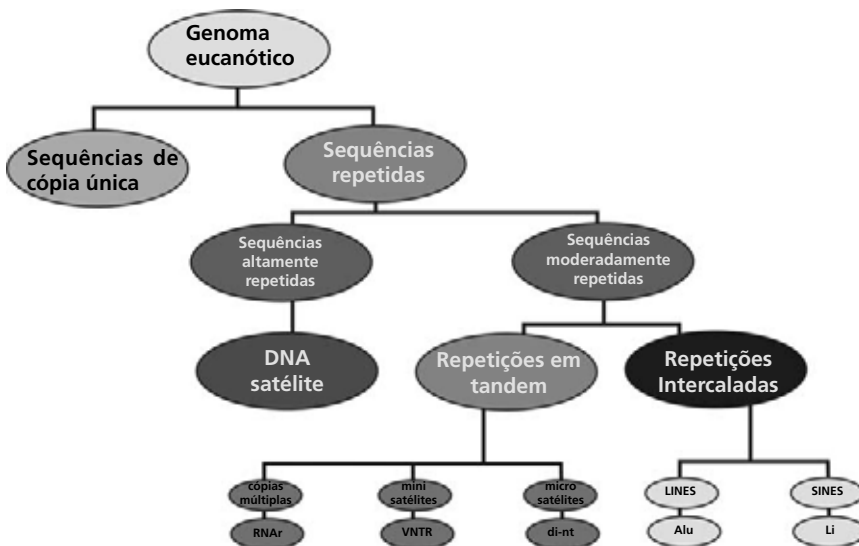 Genoma
eucanótico
Sequências de
cópia única
Sequências
repetidas
Sequências
altamente
repetidas
Sequências
moderadamente
repetidas
DNA
satélite
Repetições em
tandem
Repetições
Intercaladas
cópias
múltiplas
mini
satélites
micro
satélites
LINES
SINES
RNAr
VNTR
di-nt
Alu
Li